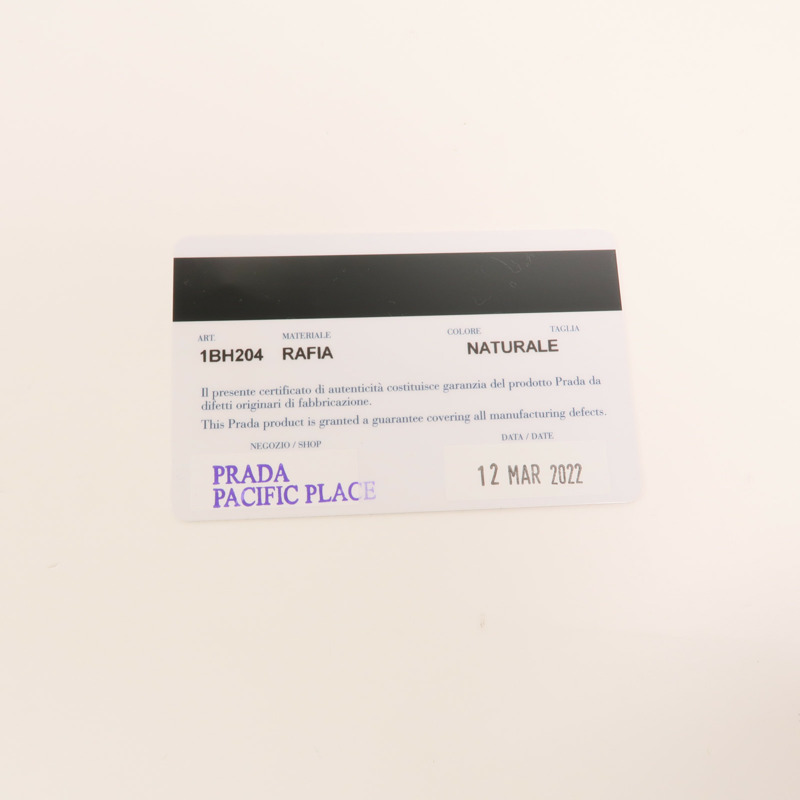 ART. MATERIALE COLORE TAGLIA
1BH204 RAFIA NATURALE
Il presente certificato di autenticità costituisce garanzia del prodotto Prada da
difetti originari di fabbricazione.
This Prada product is granted a guarantee covering all manufacturing defects.
NEGOZIO / SHOP DATA / DATE
PRADA
PACIFIC PLACE
12 MAR 2022